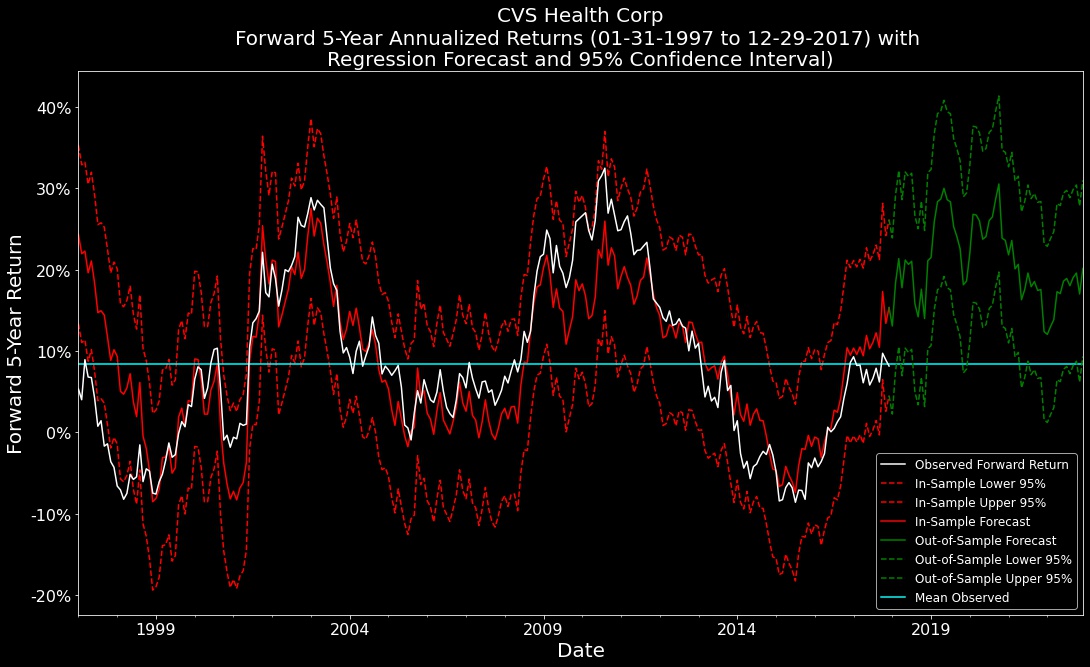 CVS Health Corp
Forward 5-Year Annualized Returns (01-31-1997 to 12-29-2017) with
Regression Forecast and 95% Confidence Interval)
Forward 5-Year Return
40%
30%
20%
10%
0%
-10%
-20%
Observed Forward Return
In-Sample Lower 95%
In-Sample Upper 95%
In-Sample Forecast
Out-of-Sample Forecast
Out-of-Sample Lower 95%
Out-of-Sample Upper 95%
Mean Observed
1999 2004 2009 2014 2019
Date